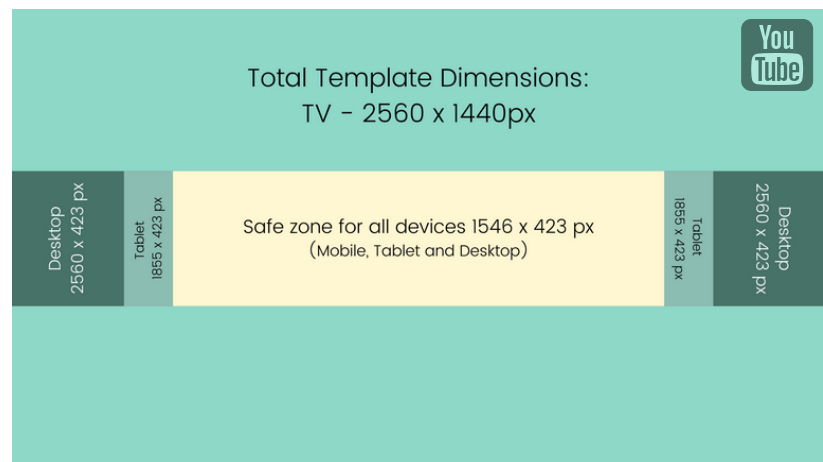 You
Tube
Total Template Dimensions:
TV - 2560 x 1440px
Desktop
2560 x 423 px
Tablet
1855 x 423 px
Safe zone for all devices 1546 x 423 px
(Mobile, Tablet and Desktop)
Tablet
1855 x 423 px
Desktop
2560 x 423 px